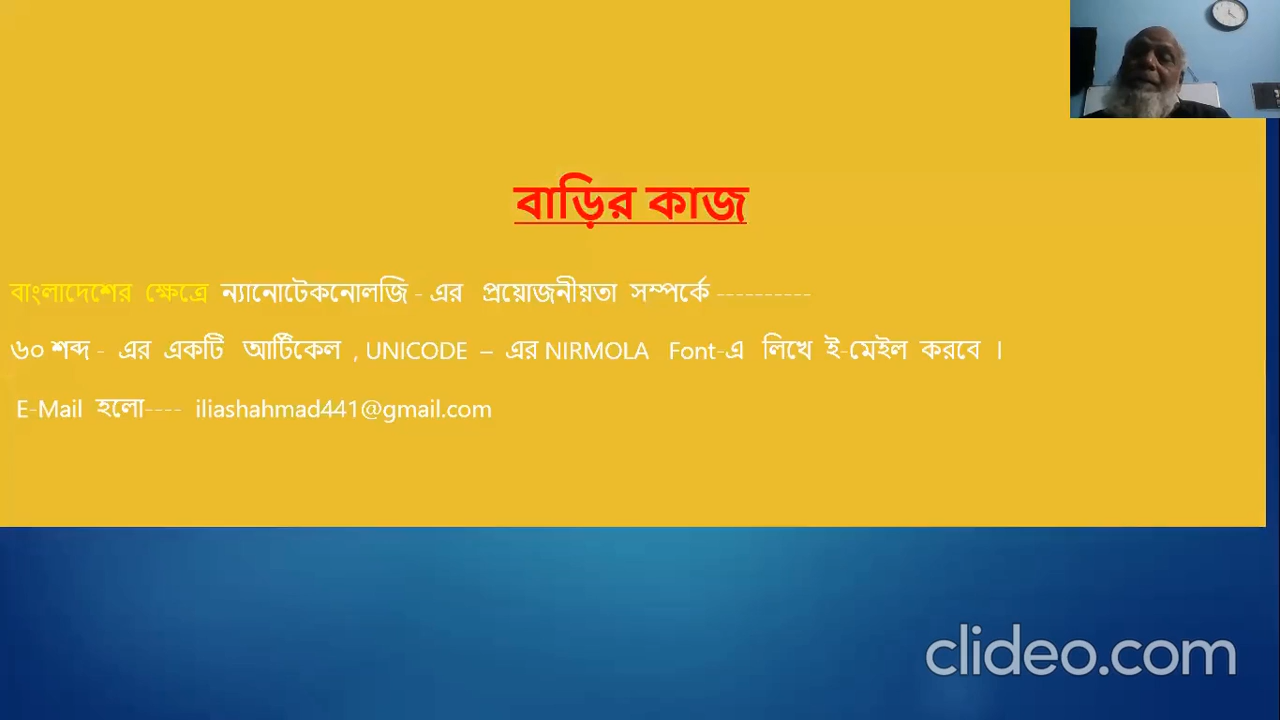 বাড়ির কাজ
বাংলাদেশের ক্ষেত্রে ন্যানোটেকনোলজি - এর প্রয়োজনীয়তা সম্পর্কে ----------
৬০ শব্দ - এর একটি আর্টিকেল , UNICODE – এর NIRMOLA Font-এ লিখে ই-মেইল করবে ।
E-Mail হলো---- iliashahmad441@gmail.com
clideo.com